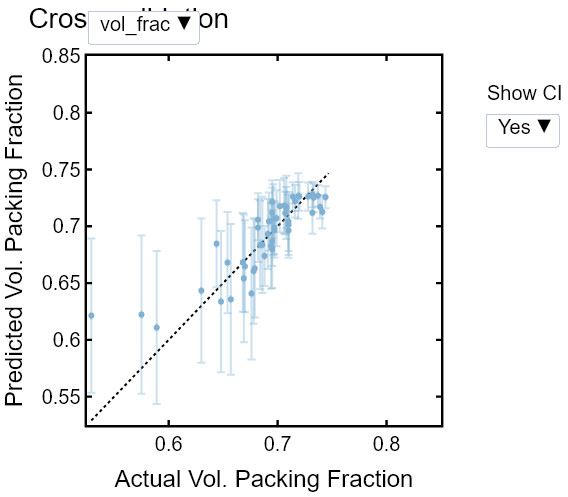 Cros
vol_frac ▼
on
Show CI
Yes ▼
Predicted Vol. Packing Fraction
0.85
0.8
0.75
0.7
0.65
0.6
0.55
0.6
0.7
0.8
Actual Vol. Packing Fraction